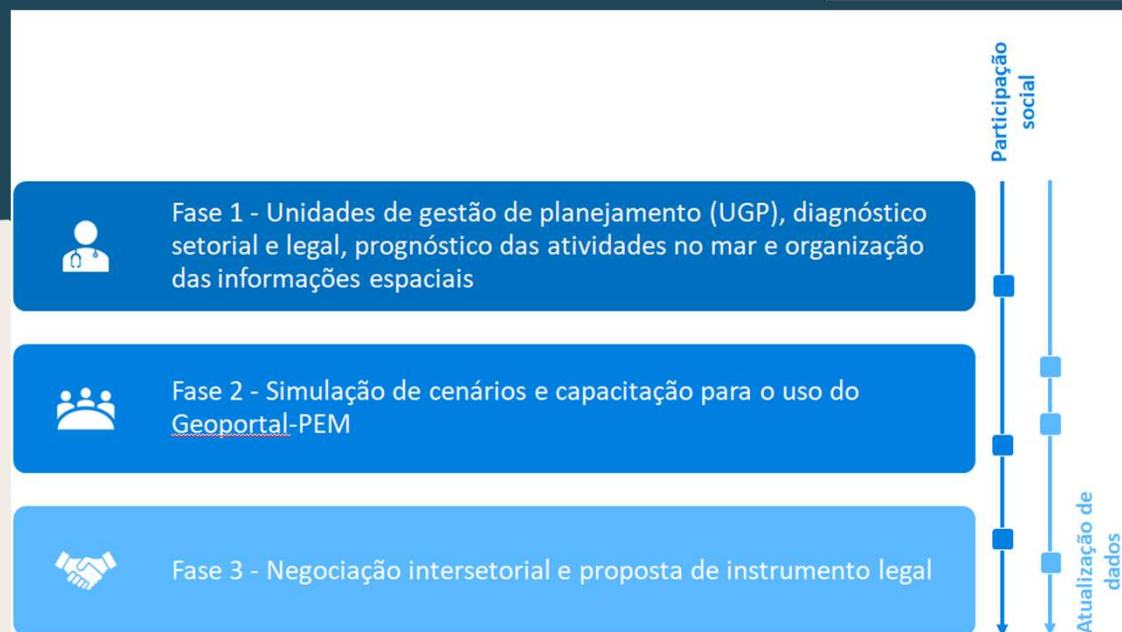 Participação
social
Fase 1 - Unidades de gestão de planejamento (UGP), diagnóstico
setorial e legal, prognóstico das atividades no mar e organização
das informações espaciais
Fase 2 - Simulação de cenários e capacitação para o uso do
Geoportal-PEM
Fase 3 - Negociação intersetorial e proposta de instrumento legal
Atualização de
dados